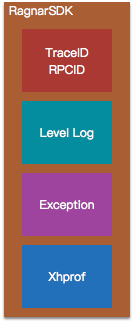 RagnarSDK
TraceID
RPCID
Level Log
Exception
Xhprof